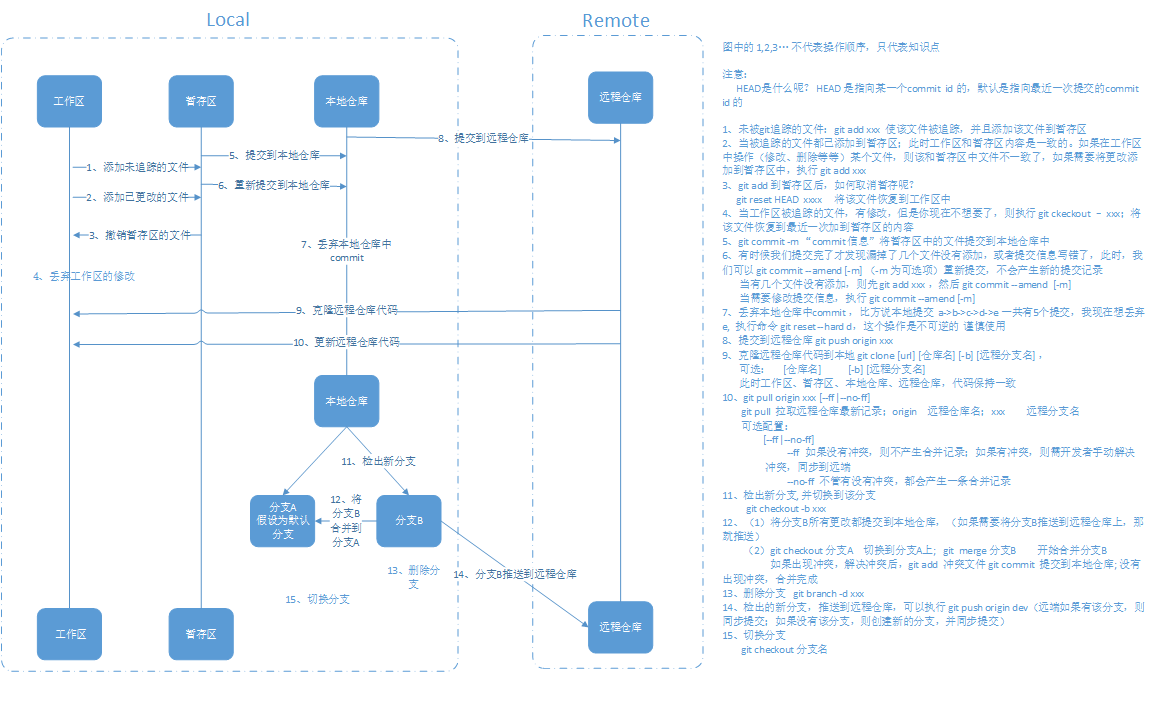 Local
Remote
工作区
暂存区
本地仓库
远程仓库
8、提交到远程仓库
5、提交到本地仓库
1、添加未追踪的文件
6、重新提交到本地仓库
2、添加已更改的文件
3、撤销暂存区的文件
7、丢弃本地仓库中
commit
4、丢弃工作区的修改
9、克隆远程仓库代码
10、更新远程仓库代码
本地仓库
11、检出新分支
分支A
假设为默认
分支
12、将
分支B
合并到
分支A
分支B
13、删除分
支
14、分支B推送到远程仓库
15、切换分支
工作区
暂存区
远程仓库
图中的 1,2,3… 不代表操作顺序，只代表知识点
注意：
HEAD是什么呢？ HEAD 是指向某一个commit id 的，默认是指向最近一次提交的commit
id 的
1、未被git追踪的文件：git add xxx 使该文件被追踪，并且添加该文件到暂存区
2、当被追踪的文件都已添加到暂存区；此时工作区和暂存区内容是一致的。如果在工作区
中操作（修改、删除等等）某个文件，则该和暂存区中文件不一致了，如果需要将更改添
加到暂存区中，执行 git add xxx
3、git add 到暂存区后，如何取消暂存呢？
git reset HEAD xxxx 将该文件恢复到工作区中
4、当工作区被追踪的文件，有修改，但是你现在不想要了，则执行 git ckeckout – xxx；将
该文件恢复到最近一次加到暂存区的内容
5、git commit -m “commit 信息” 将暂存区中的文件提交到本地仓库中
6、有时候我们提交完了才发现漏掉了几个文件没有添加，或者提交信息写错了，此时，我
们可以 git commit --amend [-m] （-m 为可选项）重新提交，不会产生新的提交记录
当有几个文件没有添加，则先 git add xxx ，然后 git commit --amend [-m]
当需要修改提交信息，执行 git commit --amend [-m]
7、丢弃本地仓库中commit ，比方说本地提交 a->b->c->d->e 一共有5个提交，我现在想丢弃
e, 执行命令 git reset --hard d，这个操作是不可逆的 谨慎使用
8、提交到远程仓库 git push origin xxx
9、克隆远程仓库代码到本地 git clone [url] [仓库名] [-b] [远程分支名] ，
可选： [仓库名] [-b] [远程分支名]
此时工作区、暂存区、本地仓库、远程仓库，代码保持一致
10、git pull origin xxx [--ff|--no-ff]
git pull 拉取远程仓库最新记录；origin 远程仓库名；xxx 远程分支名
可选配置：
[--ff|--no-ff]
--ff 如果没有冲突，则不产生合并记录；如果有冲突，则需开发者手动解决
冲突，同步到远端
--no-ff 不管有没有冲突，都会产生一条合并记录
11、检出新分支, 并切换到该分支
git checkout -b xxx
12、（1）将分支B所有更改都提交到本地仓库，（如果需要将分支B推送到远程仓库上，那
就推送）
（2）git checkout 分支A 切换到分支A上；git merge 分支B 开始合并分支B
如果出现冲突，解决冲突后，git add 冲突文件 git commit 提交到本地仓库; 没有
出现冲突，合并完成
13、删除分支 git branch -d xxx
14、检出的新分支，推送到远程仓库，可以执行 git push origin dev（远端如果有该分支，则
同步提交；如果没有该分支，则创建新的分支，并同步提交）
15、切换分支
git checkout 分支名